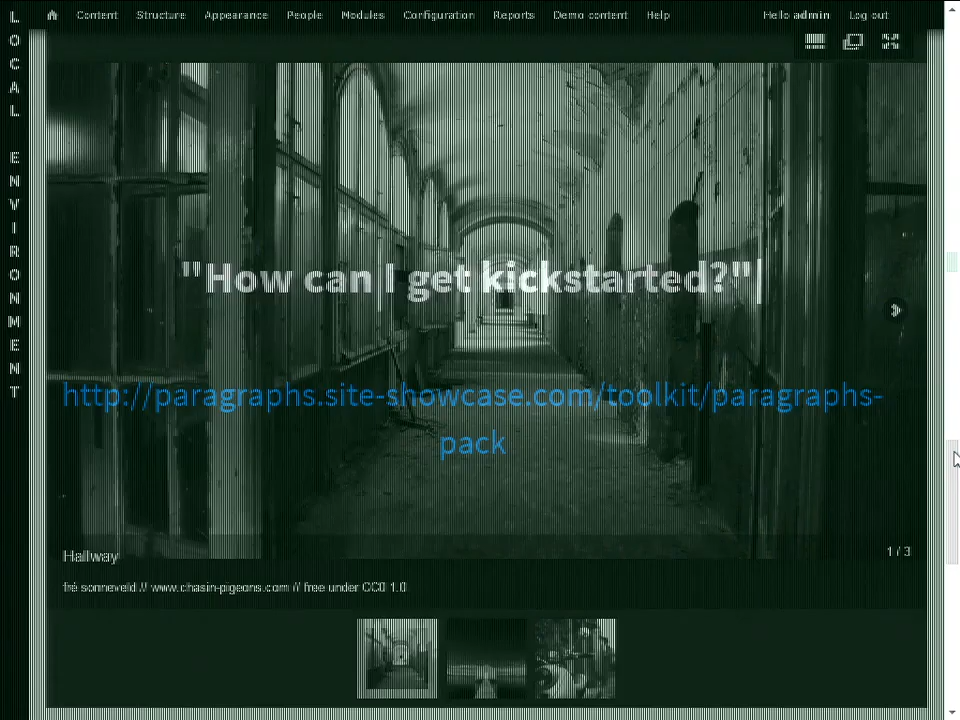 Content Structure Appearance People Modules Configuration Reports Demo content Help Hello admin Log out
LOCAL ENVIRONMENT
"How can I get kickstarted?"
http://paragraphs.site-showcase.com/toolkit/paragraphs-
pack
Hallway
1 / 3
fré sonneveld // www.chasin-pigeons.com // free under CC0 1.0